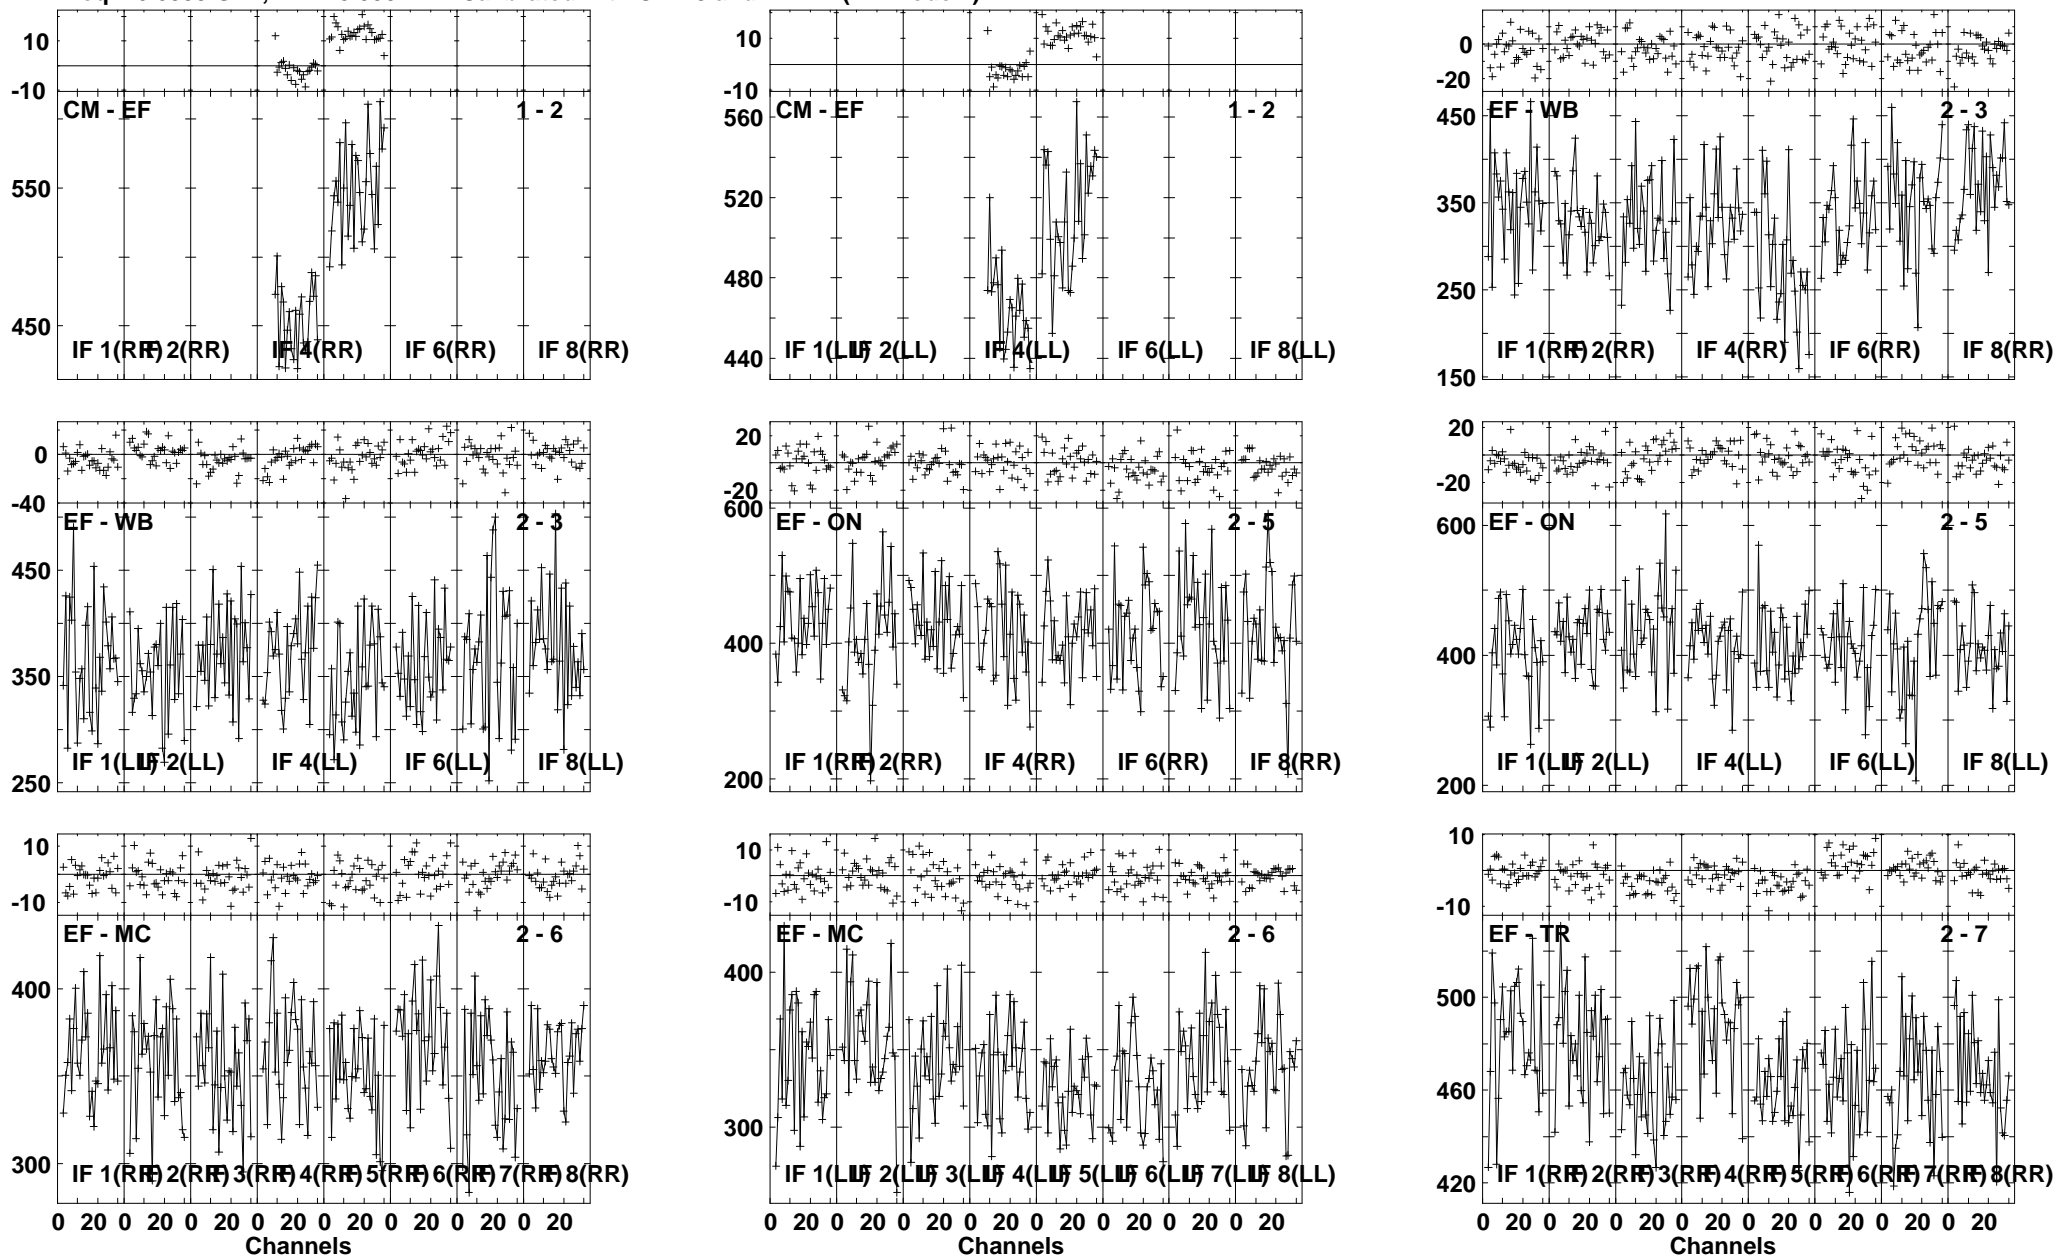 10
-10
CM - EF 1 - 2
550
450
IF 1(RR) IF 2(RR) IF 4(RR) IF 6(RR) IF 8(RR)
10
-10
CM - EF 1 - 2
560
520
480
440
IF 1(LL) IF 2(LL) IF 4(LL) IF 6(LL) IF 8(LL)
0
-20
EF - WB 2 - 3
450
350
250
150
IF 1(RR) IF 2(RR) IF 4(RR) IF 6(RR) IF 8(RR)
0
-40
EF - WB 2 - 3
450
350
250
IF 1(LL) IF 2(LL) IF 4(LL) IF 6(LL) IF 8(LL)
20
-20
600
EF - ON 2 - 5
400
200
IF 1(RR) IF 2(RR) IF 4(RR) IF 6(RR) IF 8(RR)
20
-20
EF - ON 2 - 5
600
400
200
IF 1(LL) IF 2(LL) IF 4(LL) IF 6(LL) IF 8(LL)
10
-10
EF - MC 2 - 6
400
300
IF 1(RR) IF 2(RR) IF 3(RR) IF 4(RR) IF 5(RR) IF 6(RR) IF 7(RR) IF 8(RR)
0 20 0 20 0 20 0 20 0 20 0 20 0 20 0 20
Channels
10
-10
EF - MC 2 - 6
400
300
IF 1(LL) IF 2(LL) IF 3(LL) IF 4(LL) IF 5(LL) IF 6(LL) IF 7(LL) IF 8(LL)
0 20 0 20 0 20 0 20 0 20 0 20 0 20 0 20
Channels
10
-10
EF - TR 2 - 7
500
460
420
IF 1(RR) IF 2(RR) IF 3(RR) IF 4(RR) IF 5(RR) IF 6(RR) IF 7(RR) IF 8(RR)
0 20 0 20 0 20 0 20 0 20 0 20 0 20 0 20
Channels